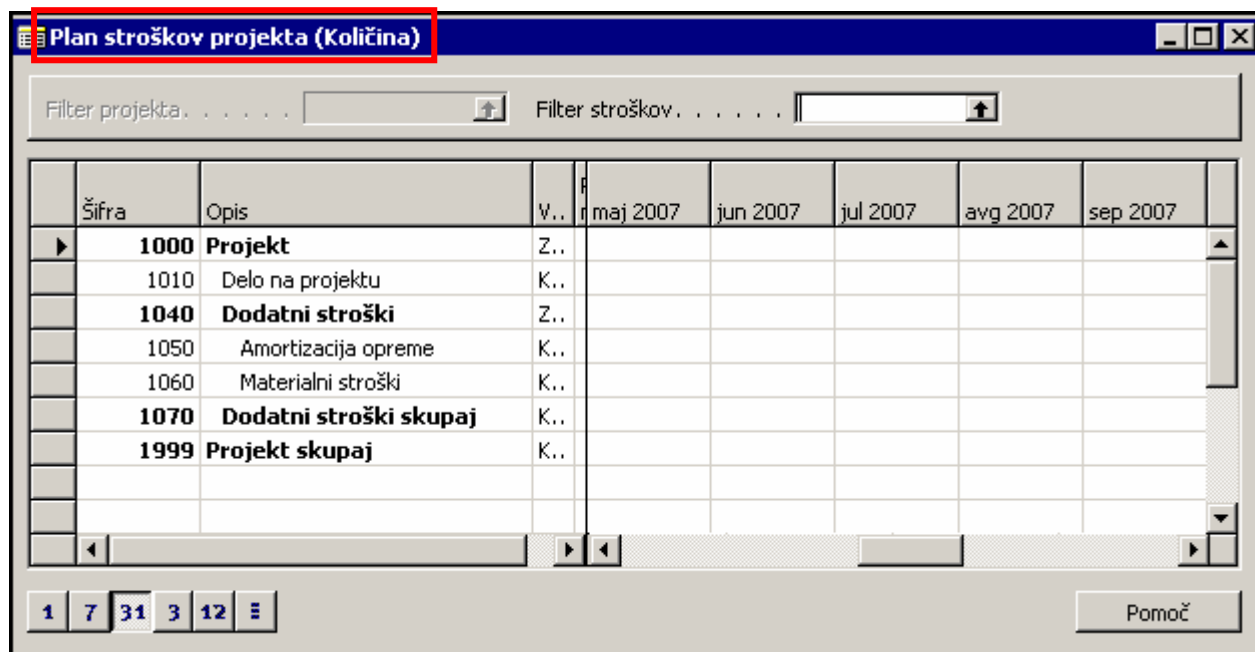 Plan stroškov projekta (Količina)
Filter projekta. . . . . . Filter stroškov. . . . . .
Šifra Opis V.. maj 2007 jun 2007 jul 2007 avg 2007 sep 2007
1000 Projekt Z..
1010 Delo na projektu K..
1040 Dodatni stroški Z..
1050 Amortizacija opreme K..
1060 Materialni stroški K..
1070 Dodatni stroški skupaj K..
1999 Projekt skupaj K..
1 7 31 3 12 Pomoč